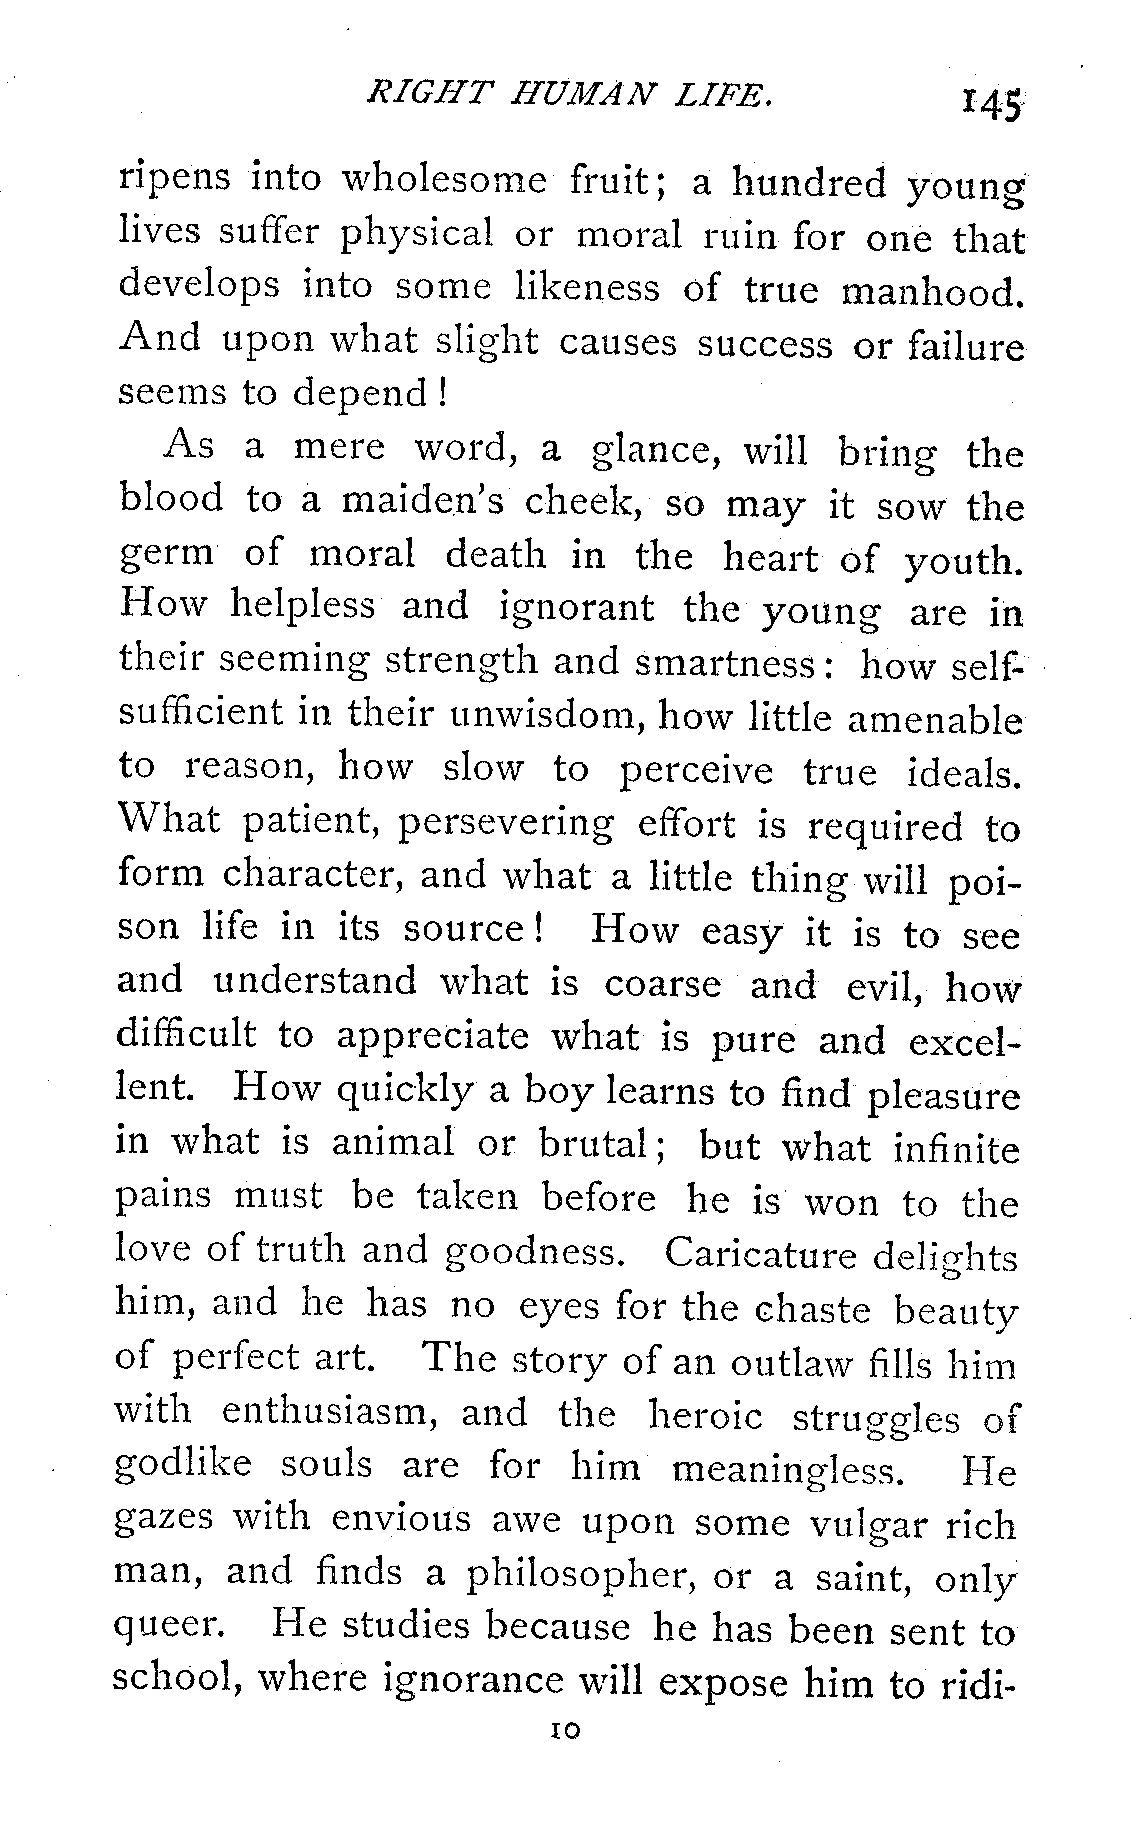 RIGHT HUMAN LIFE. 145
ripens into wholesome fruit; a hundred young
lives suffer physical or moral ruin for one that
develops into some likeness of true manhood.
And upon what slight causes success or failure
seems to depend !
As a mere word, a glance, will bring the
blood to a maiden's cheek, so may it sow the
germ of moral death in the heart of youth.
How helpless and ignorant the young are in
their seeming strength and smartness : how self-
sufficient in their unwisdom, how little amenable
to reason, how slow to perceive true ideals.
What patient, persevering effort is required to
form character, and what a little thing will poi-
son life in its source ! How easy it is to see
and understand what is coarse and evil, how
difficult to appreciate what is pure and excel-
lent. How quickly a boy learns to find pleasure
in what is animal or brutal ; but what infinite
pains must be taken before he is won to the
love of truth and goodness. Caricature delights
him, and he has no eyes for the chaste beauty
of perfect art. The story of an outlaw fills him
with enthusiasm, and the heroic struggles of
godlike souls are for him meaningless. He
gazes with envious awe upon some vulgar rich
man, and finds a philosopher, or a saint, only
queer. He studies because he has been sent to
school, where ignorance will expose him to ridi-
10